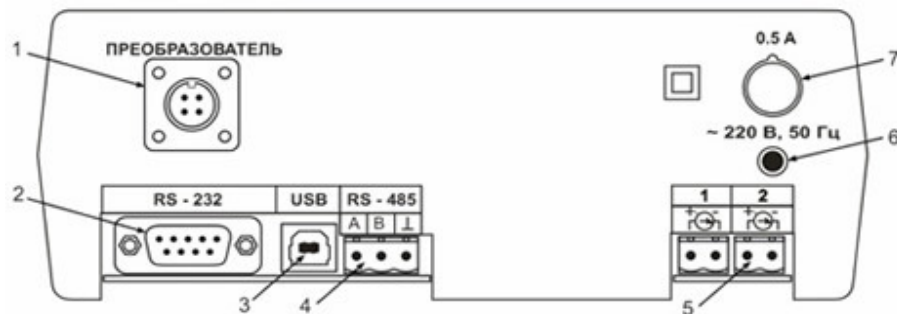 ПРЕОБРАЗОВАТЕЛЬ
0.5 А
1
7
~ 220 В, 50 Гц
6
2
RS - 232
USB
RS - 485
A B ⊥
1 2
+ - + -
3
4
5